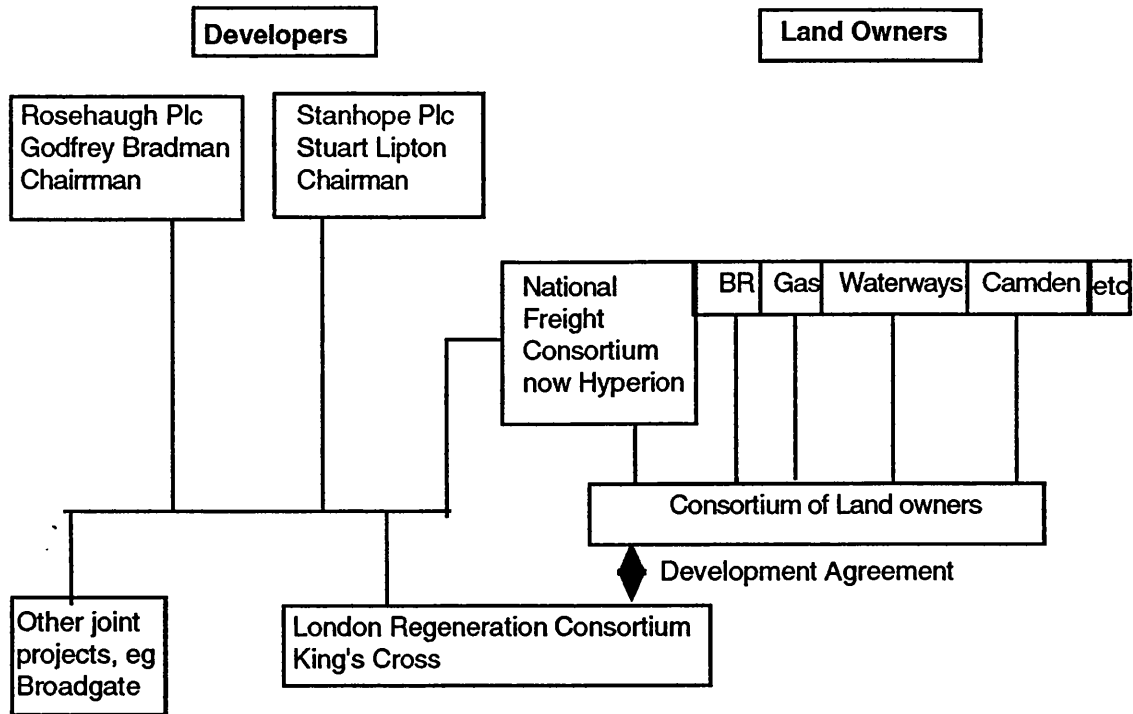 Developers
Land Owners
Rosehaugh Plc
Godfrey Bradman
Chairrman
Stanhope Plc
Stuart Lipton
Chairman
National
Freight
Consortium
now Hyperion
BR
Gas
Waterways
Camden
etc
Consortium of Land owners
Development Agreement
Other joint
projects, eg
Broadgate
London Regeneration Consortium
King's Cross